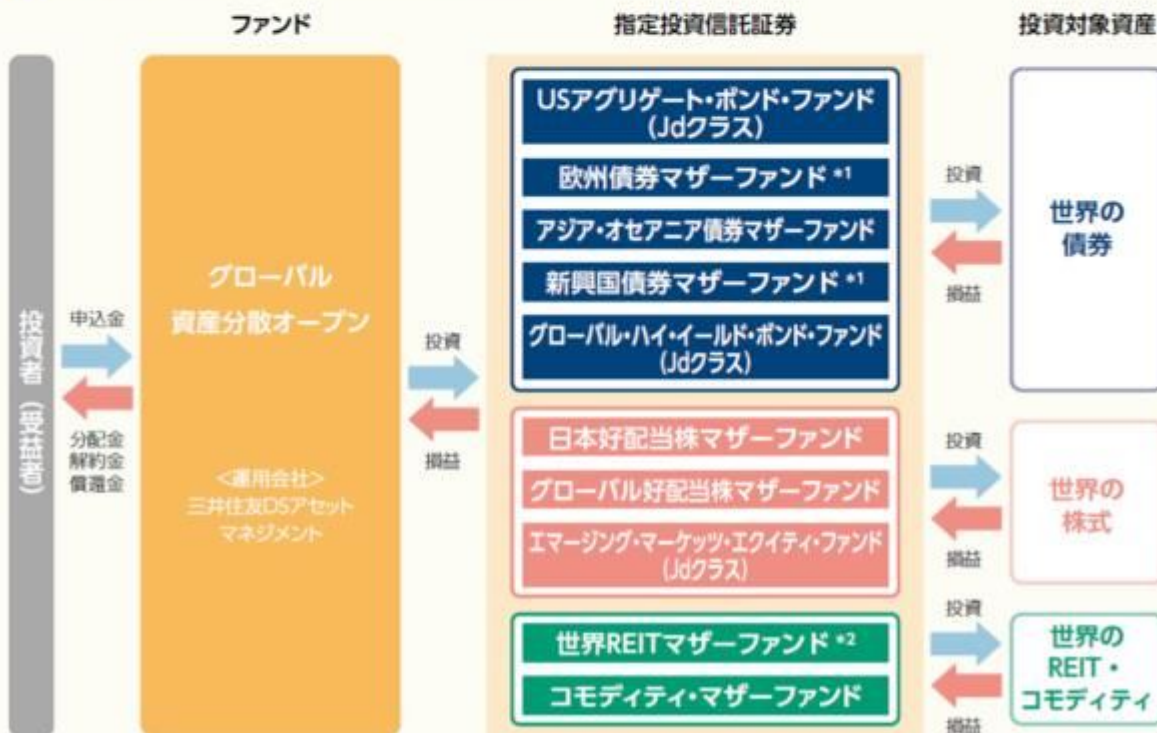 ファンド
指定投資信託証券
投資対象資産
投資者（受益者）
申込金
分配金
解約金
償還金
グローバル
資産分散オープン
<運用会社>
三井住友DSアセット
マネジメント
投資
損益
USアグリゲート・ボンド・ファンド
(Jdクラス)
欧州債券マザーファンド *1
アジア・オセアニア債券マザーファンド
新興国債券マザーファンド *1
グローバル・ハイ・イールド・ボンド・ファンド
(Jdクラス)
投資
損益
世界の
債券
日本好配当株マザーファンド
グローバル好配当株マザーファンド
エマージング・マーケッツ・エクイティ・ファンド
(Jdクラス)
投資
損益
世界の
株式
世界REITマザーファンド *2
コモディティ・マザーファンド
投資
損益
世界の
REIT・
コモディティ